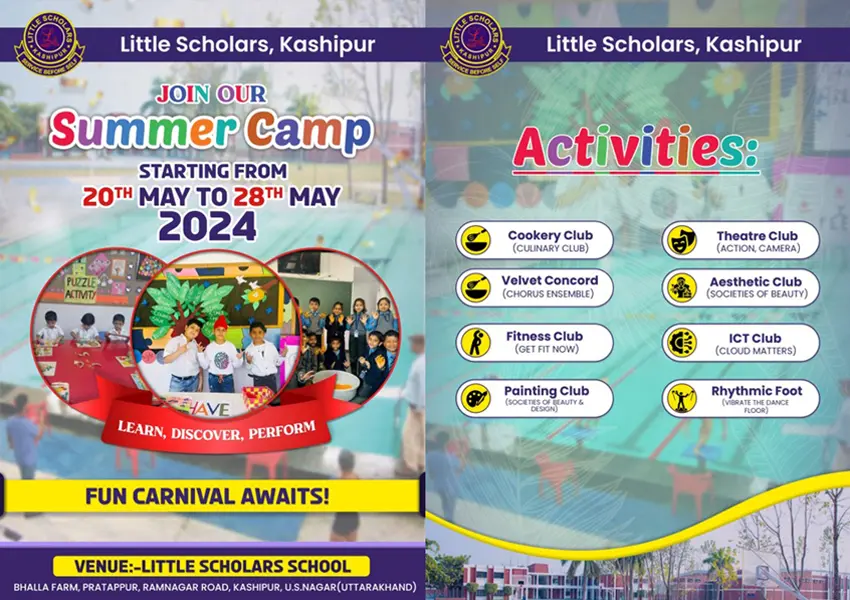 LITTLE SCHOLARS
KASHIPUR
SERVICE BEFORE SELF
Little Scholars, Kashipur
JOIN OUR
Summer Camp
STARTING FROM
20TH MAY TO 28TH MAY
2024
PUZZLE
ACTIVITY
HAVE
LEARN, DISCOVER, PERFORM
FUN CARNIVAL AWAITS!
VENUE:-LITTLE SCHOLARS SCHOOL
BHALLA FARM, PRATAPPUR, RAMNAGAR ROAD, KASHIPUR, U.S.NAGAR(UTTARAKHAND)
LITTLE SCHOLARS
KASHIPUR
SERVICE BEFORE SELF
Little Scholars, Kashipur
Activities:
Cookery Club
(CULINARY CLUB)
Velvet Concord
(CHORUS ENSEMBLE)
Fitness Club
(GET FIT NOW)
Painting Club
(SOCIETIES OF BEAUTY &
DESIGN)
Theatre Club
(ACTION, CAMERA)
Aesthetic Club
(SOCIETIES OF BEAUTY)
ICT Club
(CLOUD MATTERS)
Rhythmic Foot
(VIBRATE THE DANCE
FLOOR)